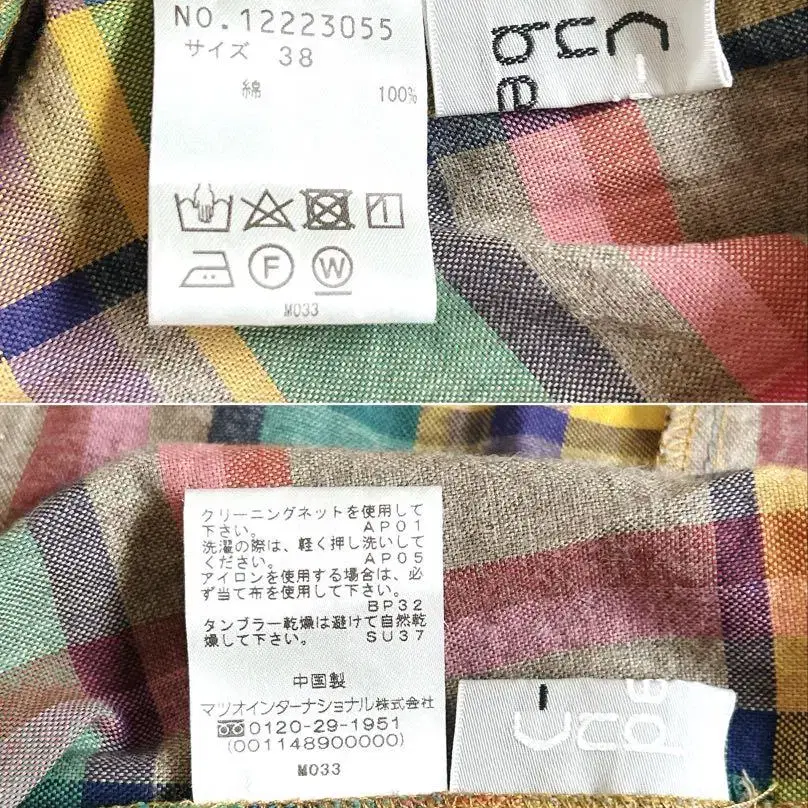 NO.12223055
サイズ 38
綿 100%
F W
M033
クリーニングネットを使用して
下さい。 AP01
洗濯の際は、軽く押し洗いして
ください。 AP05
アイロンを使用する場合は、必
ず当て布を使用して下さい。
BP32
タンブラー乾燥は避けて自然乾
燥して下さい。 SU37
中国製
マツオインターナショナル株式会社
0120-29-1951
(001148900000)
M033